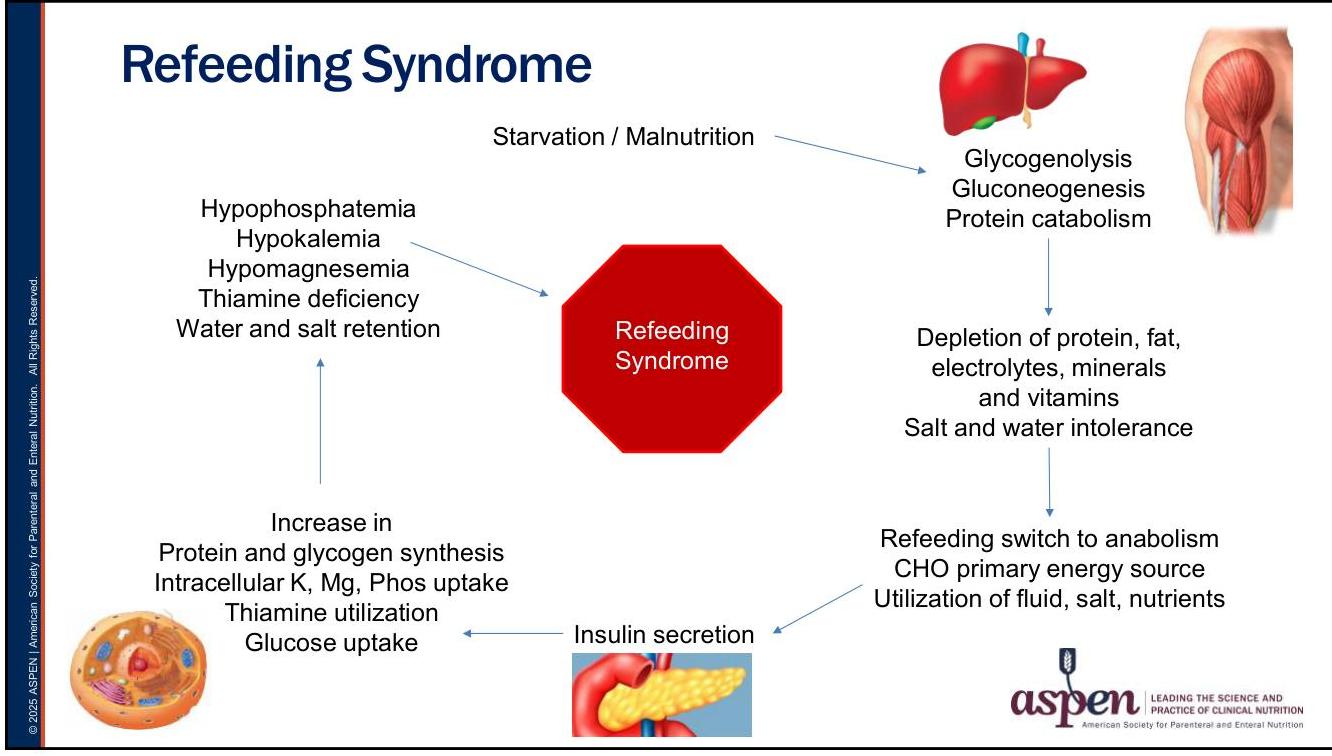 Refeeding Syndrome
Starvation / Malnutrition
Glycogenolysis
Gluconeogenesis
Protein catabolism
Depletion of protein, fat,
electrolytes, minerals
and vitamins
Salt and water intolerance
Refeeding switch to anabolism
CHO primary energy source
Utilization of fluid, salt, nutrients
Insulin secretion
Increase in
Protein and glycogen synthesis
Intracellular K, Mg, Phos uptake
Thiamine utilization
Glucose uptake
Hypophosphatemia
Hypokalemia
Hypomagnesemia
Thiamine deficiency
Water and salt retention
Refeeding
Syndrome
© 2025 ASPEN | American Society for Parenteral and Enteral Nutrition. All Rights Reserved.
aspen
LEADING THE SCIENCE AND
PRACTICE OF CLINICAL NUTRITION
American Society for Parenteral and Enteral Nutrition